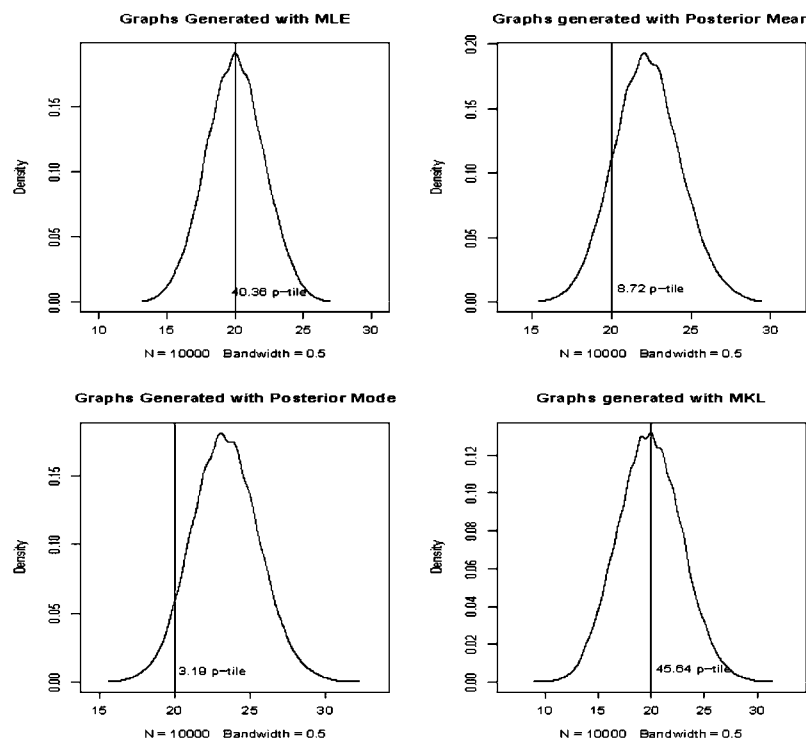 Graphs Generated with MLE
Density
0.00 0.05 0.10 0.15
40.36 p-tile
10 15 20 25 30
N = 10000 Bandwidth = 0.5
Graphs generated with Posterior Mean
Density
0.00 0.05 0.10 0.15 0.20
8.72 p-tile
15 20 25 30
N = 10000 Bandwidth = 0.5
Graphs Generated with Posterior Mode
Density
0.00 0.05 0.10 0.15
3.19 p-tile
15 20 25 30
N = 10000 Bandwidth = 0.5
Graphs generated with MKL
Density
0.00 0.02 0.04 0.06 0.08 0.10 0.12
45.64 p-tile
10 15 20 25 30
N = 10000 Bandwidth = 0.5